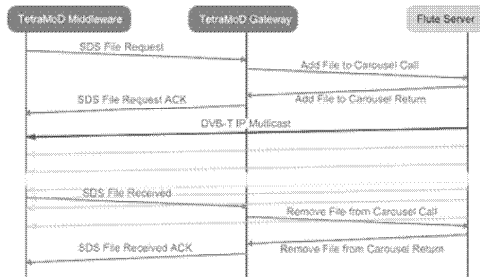 TetraMoD Middleware
TetraMoD Gateway
Flute Server
SDS File Request
Add File to Carousel Call
SDS File Request ACK
Add File to Carousel Return
DVB-T IP Multicast
SDS File Received
Remove File from Carousel Call
SDS File Received ACK
Remove File from Carousel Return